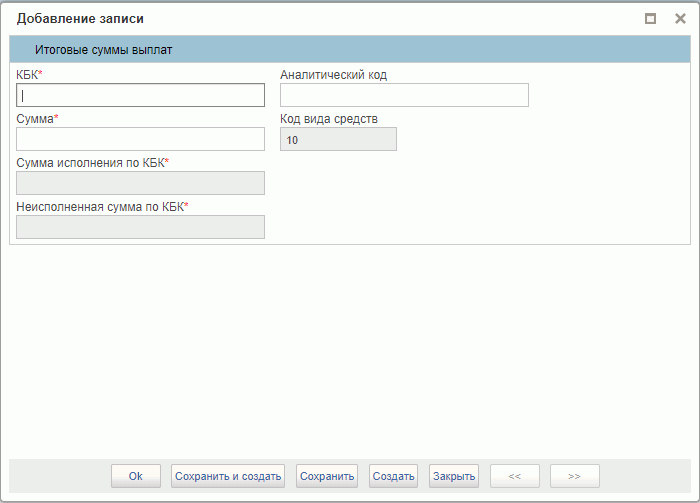 Добавление записи
Итоговые суммы выплат
КБК* Аналитический код
Сумма* Код вида средств
10
Сумма исполнения по КБК*
Неисполненная сумма по КБК*
Ok Сохранить и создать Сохранить Создать Закрыть << >>